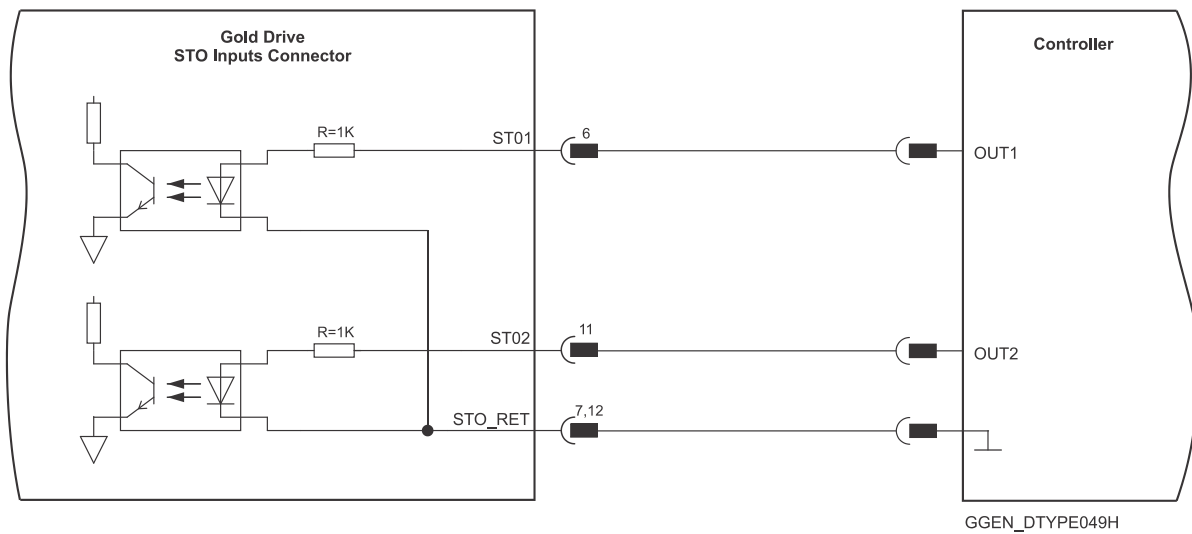 Gold Drive
STO Inputs Connector
Controller
R=1K
ST01
6
OUT1
R=1K
ST02
11
OUT2
STO_RET
7,12
GGEN_DTYPE049H